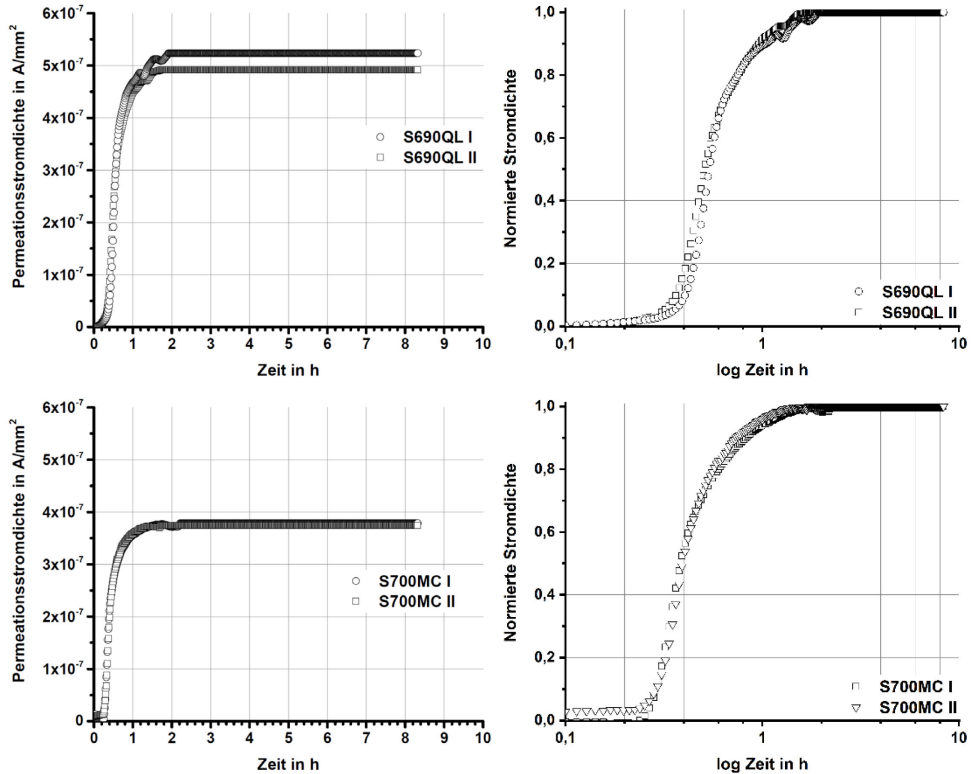 Permeationsstromdichte in A/mm²
6x10⁻⁷
5x10⁻⁷
4x10⁻⁷
3x10⁻⁷
2x10⁻⁷
1x10⁻⁷
0
0 1 2 3 4 5 6 7 8 9 10
Zeit in h
S690QL I
S690QL II
Normierte Stromdichte
1,0
0,8
0,6
0,4
0,2
0,0
0,1 1 10
log Zeit in h
S690QL I
S690QL II
Permeationsstromdichte in A/mm²
6x10⁻⁷
5x10⁻⁷
4x10⁻⁷
3x10⁻⁷
2x10⁻⁷
1x10⁻⁷
0
0 1 2 3 4 5 6 7 8 9 10
Zeit in h
S700MC I
S700MC II
Normierte Stromdichte
1,0
0,8
0,6
0,4
0,2
0,0
0,1 1 10
log Zeit in h
S700MC I
S700MC II